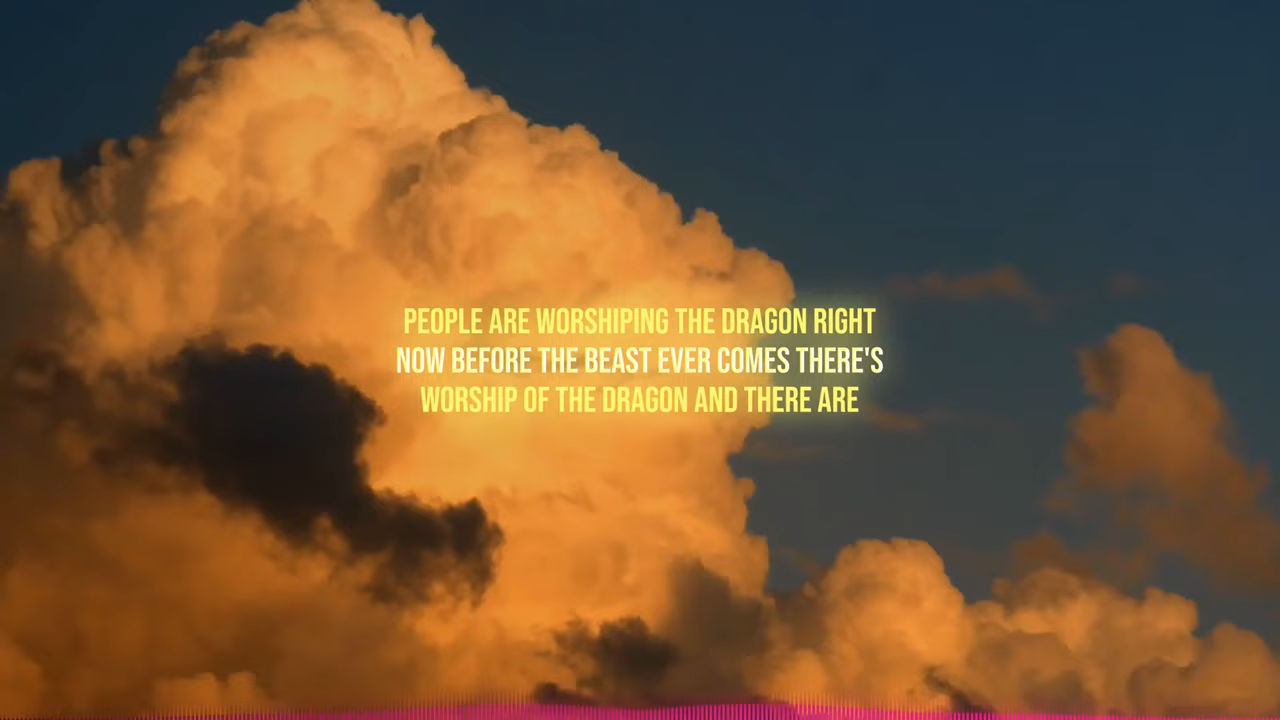 PEOPLE ARE WORSHIPING THE DRAGON RIGHT
NOW BEFORE THE BEAST EVER COMES THERE'S
WORSHIP OF THE DRAGON AND THERE ARE